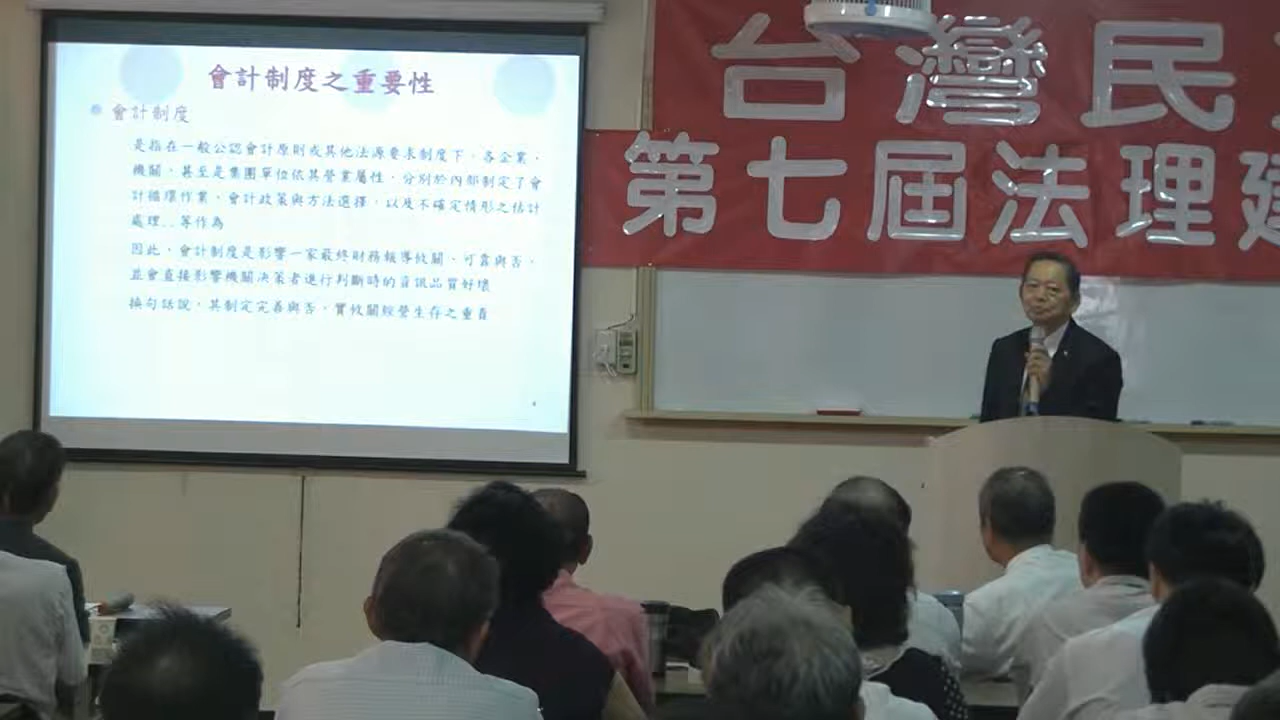 會計制度之重要性
會計制度
是指在一般公認會計原則或其他法源要求制度下，各企業、
機關，甚至是集團單位依其營業屬性，分別於內部制定了會
計循環作業，會計政策與方法選擇，以及不確定情形之估計
處理..等作為
因此，會計制度是影響一家最終財務報導攸關、可靠與否，
並會直接影響機關決策者進行判斷時的資訊品質好壞
換句話說，其制定完善與否，實攸關經營生存之重責
台灣民
第七屆法理建